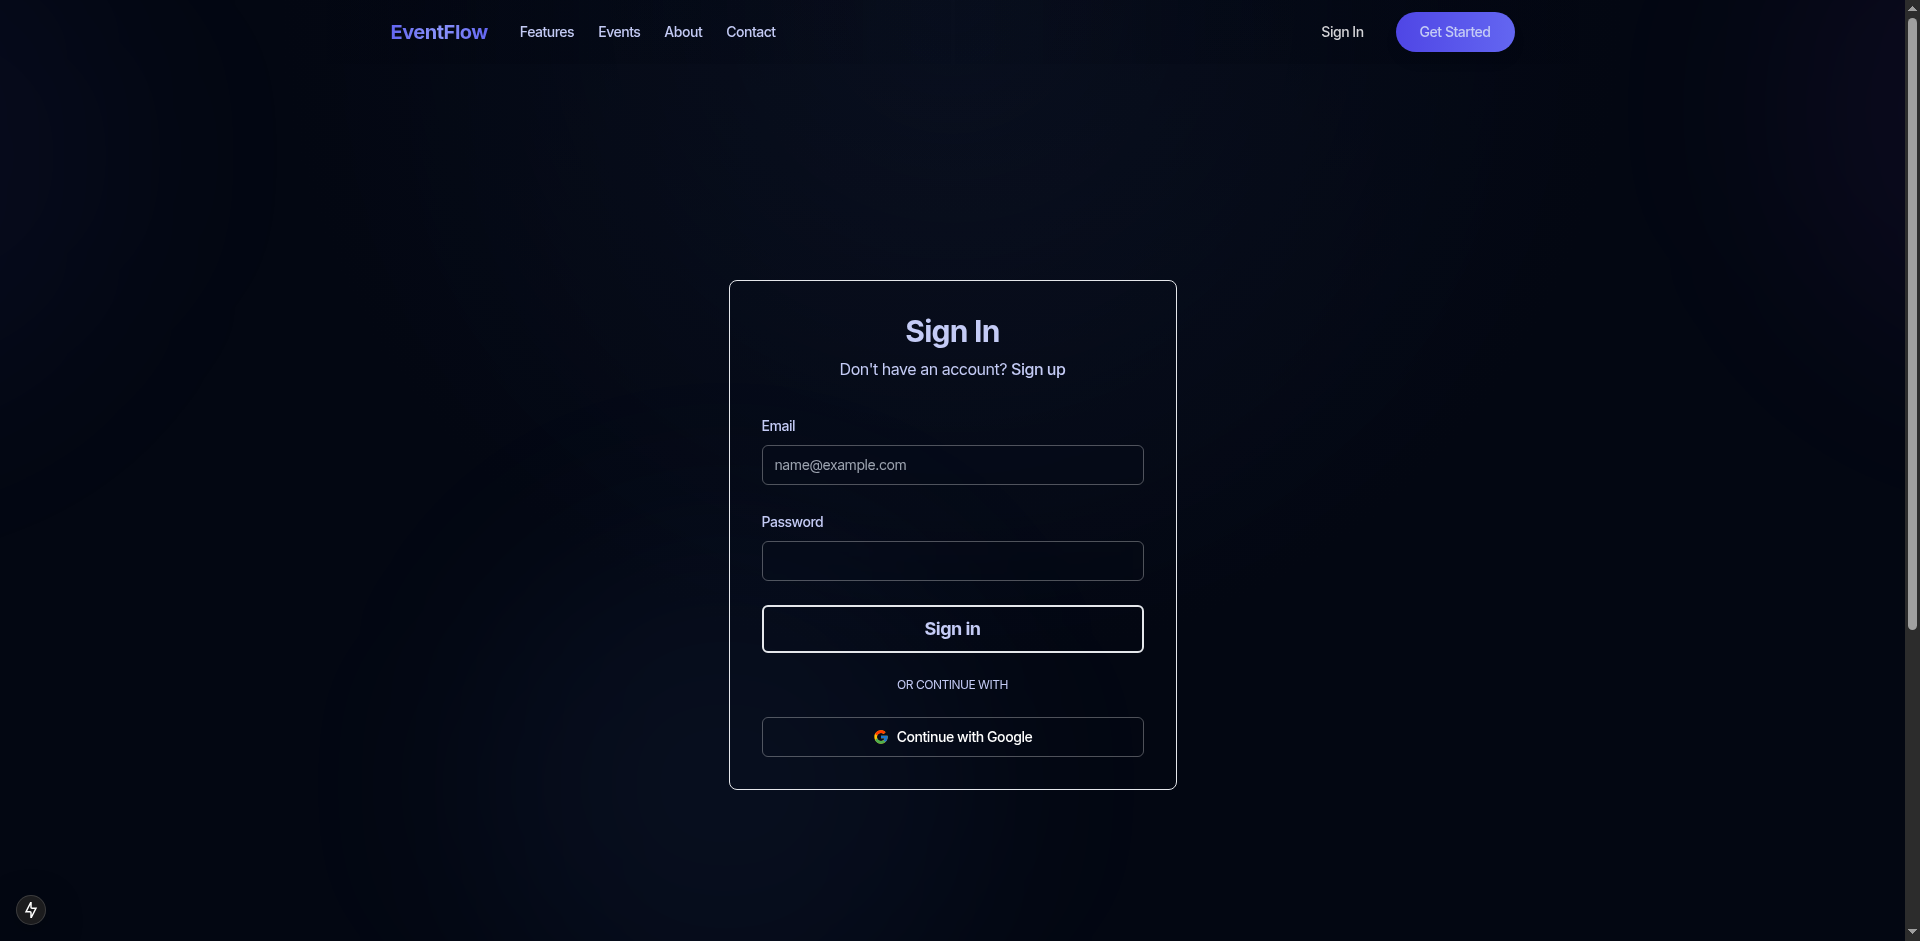 EventFlow Features Events About Contact Sign In Get Started
Sign In
Don't have an account? Sign up
Email
name@example.com
Password
Sign in
OR CONTINUE WITH
Continue with Google